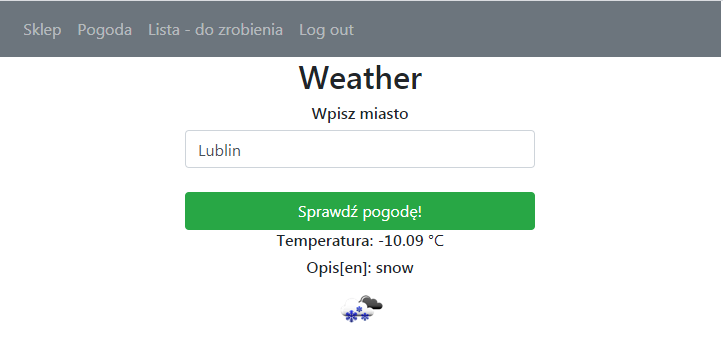 Sklep Pogoda Lista - do zrobienia Log out
Weather
Wpisz miasto
Lublin
Sprawdź pogodę!
Temperatura: -10.09 °C
Opis[en]: snow